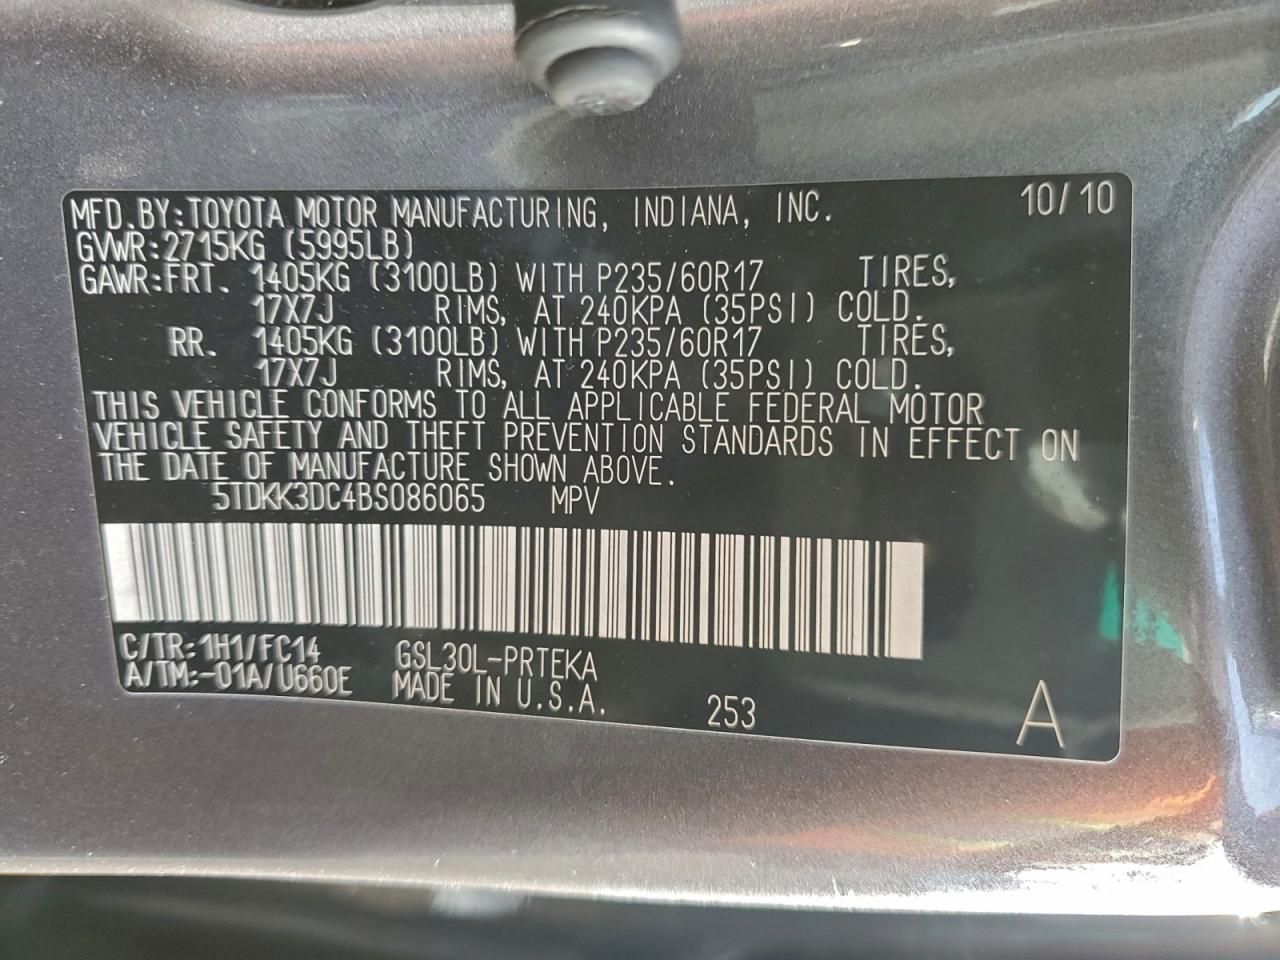 MFD.BY:TOYOTA MOTOR MANUFACTURING, INDIANA, INC. 10/10
GVWR:2715KG (5995LB)
GAWR:FRT. 1405KG (3100LB) WITH P235/60R17 TIRES,
17X7J RIMS, AT 240KPA (35PSI) COLD.
RR. 1405KG (3100LB) WITH P235/60R17 TIRES,
17X7J RIMS, AT 240KPA (35PSI) COLD.
THIS VEHICLE CONFORMS TO ALL APPLICABLE FEDERAL MOTOR
VEHICLE SAFETY AND THEFT PREVENTION STANDARDS IN EFFECT ON
THE DATE OF MANUFACTURE SHOWN ABOVE.
5TDKK3DC4BS086065 MPV
C/TR:1H1/FC14 GSL30L-PRTEKA
A/TM:-01A/U660E MADE IN U.S.A. 253 A